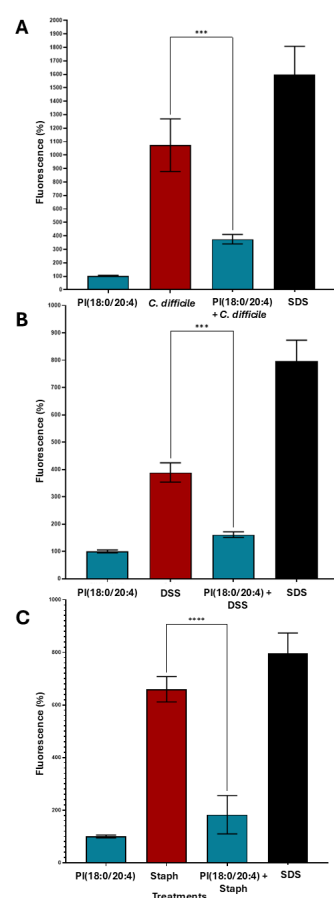 A
2000
1900
1800
1700
1600
1500
1400
1300
1200
1100
1000
900
800
700
600
500
400
300
200
100
0
Fluorescence (%)
***
PI(18:0/20:4)
C. difficile
PI(18:0/20:4)
+ C. difficile
SDS
B
1000
900
800
700
600
500
400
300
200
100
0
Fluorescence (%)
***
PI(18:0/20:4)
DSS
PI(18:0/20:4) +
DSS
SDS
C
800
600
400
200
0
Fluorescence (%)
****
PI(18:0/20:4)
Staph
PI(18:0/20:4) +
Staph
SDS
Treatments